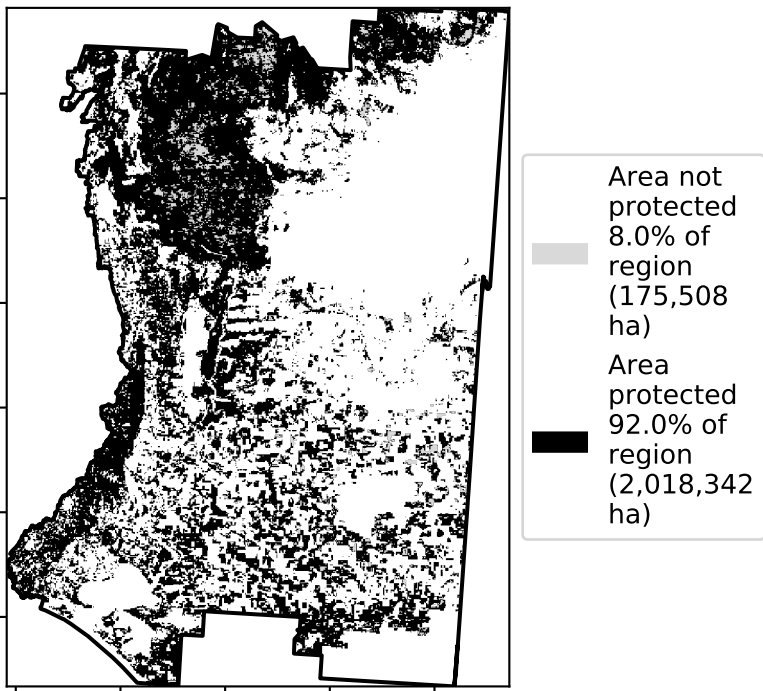 Area not
protected
8.0% of
region
(175,508
ha)
Area
protected
92.0% of
region
(2,018,342
ha)